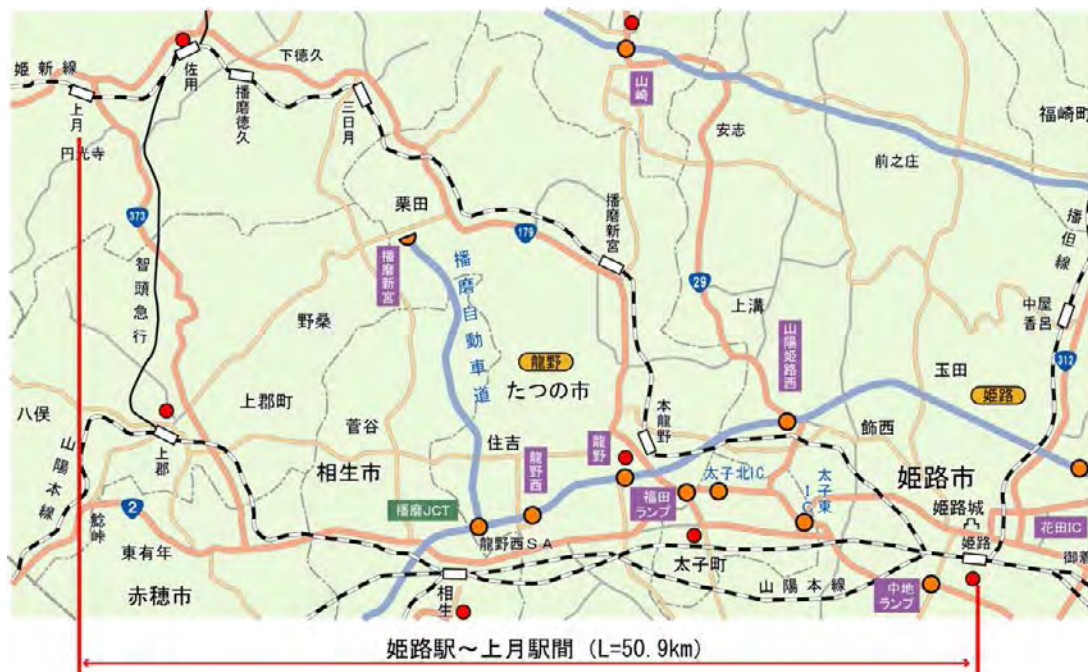 姫新線
上月
円光寺
佐用
下徳久
播磨徳久
三日月
山崎
安志
前之庄
福崎町
373
智頭急行
栗田
播磨新宮
179
播磨新宮
播磨自動車道
29
上溝
播但線
中屋
香呂
312
野桑
龍野
たつの市
山陽姫路西
玉田
姫路
八俣
上郡町
菅谷
住吉
本龍野
飾西
山陽本線
上郡
相生市
龍野西
龍野
太子北IC
福田
ランプ
太子東
IC
姫路市
姫路城
姫路
花田IC
2
鯰峠
東有年
播磨JCT
龍野西SA
太子町
山陽本線
中地
ランプ
赤穂市
相生
姫路駅~上月駅間 (L=50.9km)